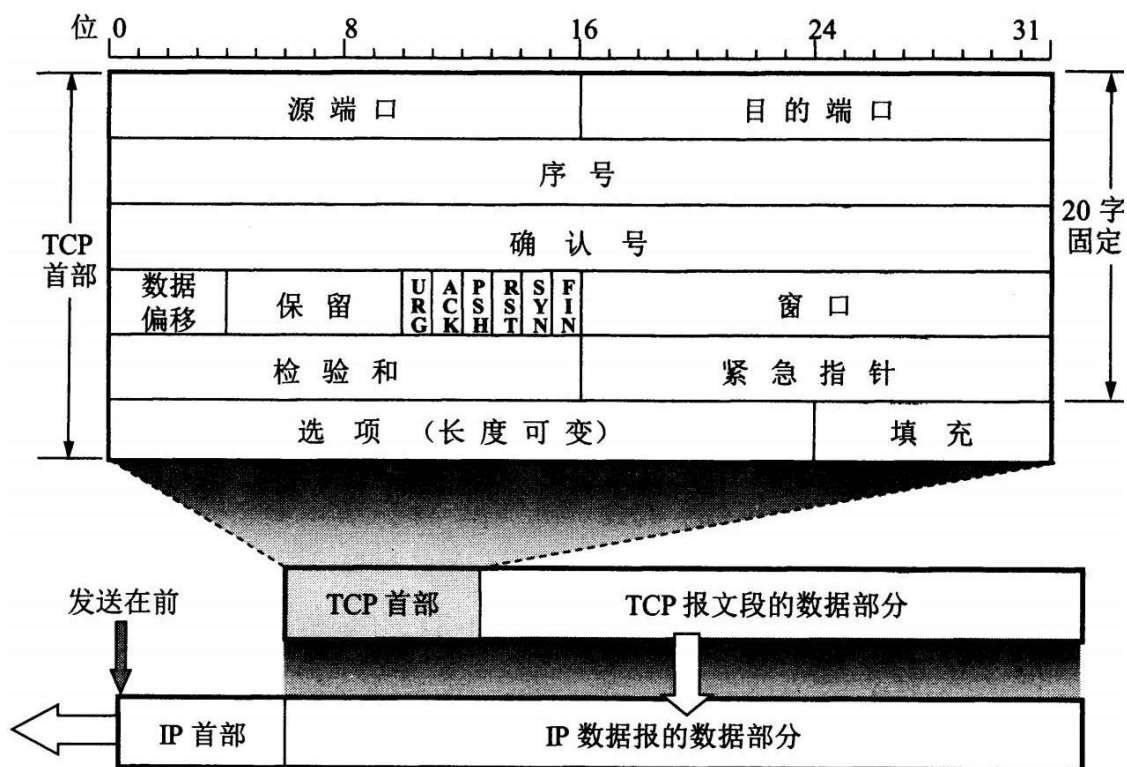 位 0 8 16 24 31
源端口 目的端口
序号
TCP 首部
确认号
20 字
固定
数据
偏移
保留
URG ACK PSH RST SYN FIN
窗口
检验和 紧急指针
选项 (长度可变) 填充
发送在前
TCP 首部 TCP 报文段的数据部分
IP 首部 IP 数据报的数据部分